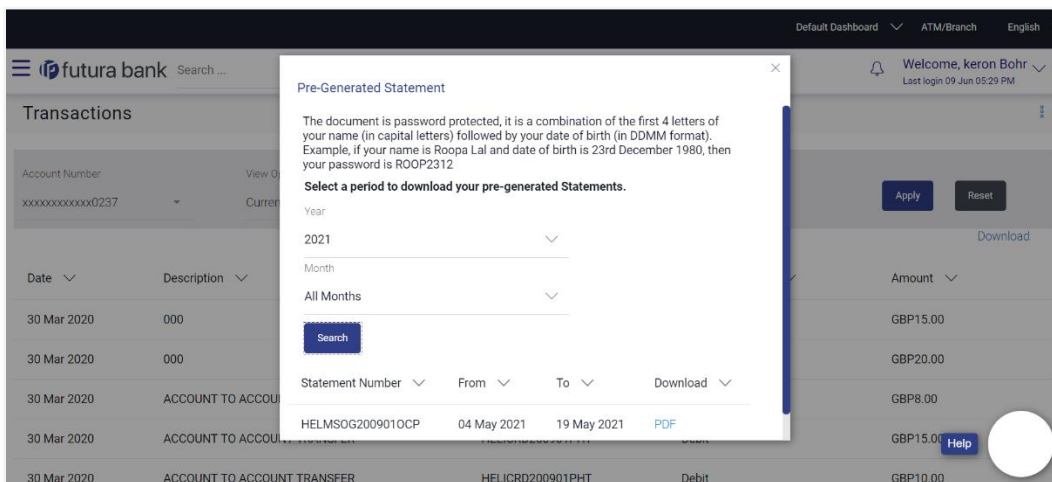 Default Dashboard ATM/Branch English
futura bank Search ...
Welcome, keron Bohr
Last login 09 Jun 05:29 PM
Transactions
Pre-Generated Statement
The document is password protected, it is a combination of the first 4 letters of
your name (in capital letters) followed by your date of birth (in DDMM format).
Example, if your name is Roopa Lal and date of birth is 23rd December 1980, then
your password is ROOP2312
Select a period to download your pre-generated Statements.
Year
2021
Month
All Months
Search
Statement Number From To Download
HELMSOG200901OCP 04 May 2021 19 May 2021 PDF
Account Number View
xxxxxxxxxxxx0237
Apply Reset
Download
Date Description Amount
30 Mar 2020 000 GBP15.00
30 Mar 2020 000 GBP20.00
30 Mar 2020 ACCOUNT TO GBP8.00
30 Mar 2020 ACCOUNT TO ACCOUNT TRANSFER Debit GBP15.00
Help
30 Mar 2020 ACCOUNT TO ACCOUNT TRANSFER HELICRD200901PHT Debit GBP10.00